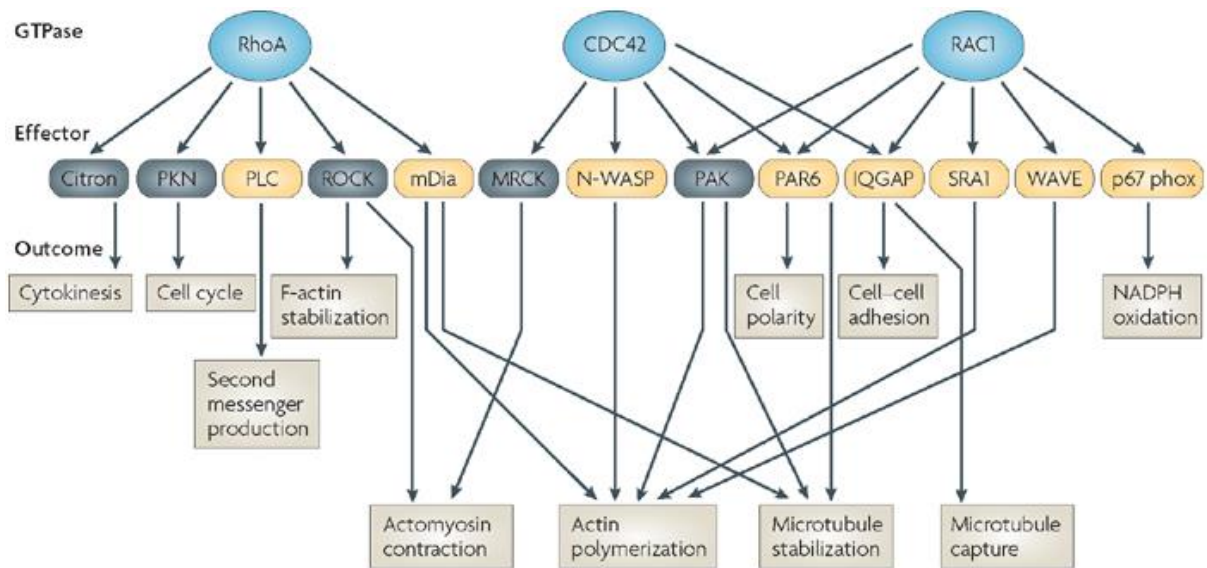 GTPase
RhoA
CDC42
RAC1
Effector
Citron
PKN
PLC
ROCK
mDia
MRCK
N-WASP
PAK
PAR6
IQGAP
SRA1
WAVE
p67 phox
Outcome
Cytokinesis
Cell cycle
F-actin
stabilization
Cell
polarity
Cell–cell
adhesion
NADPH
oxidation
Second
messenger
production
Actomyosin
contraction
Actin
polymerization
Microtubule
stabilization
Microtubule
capture